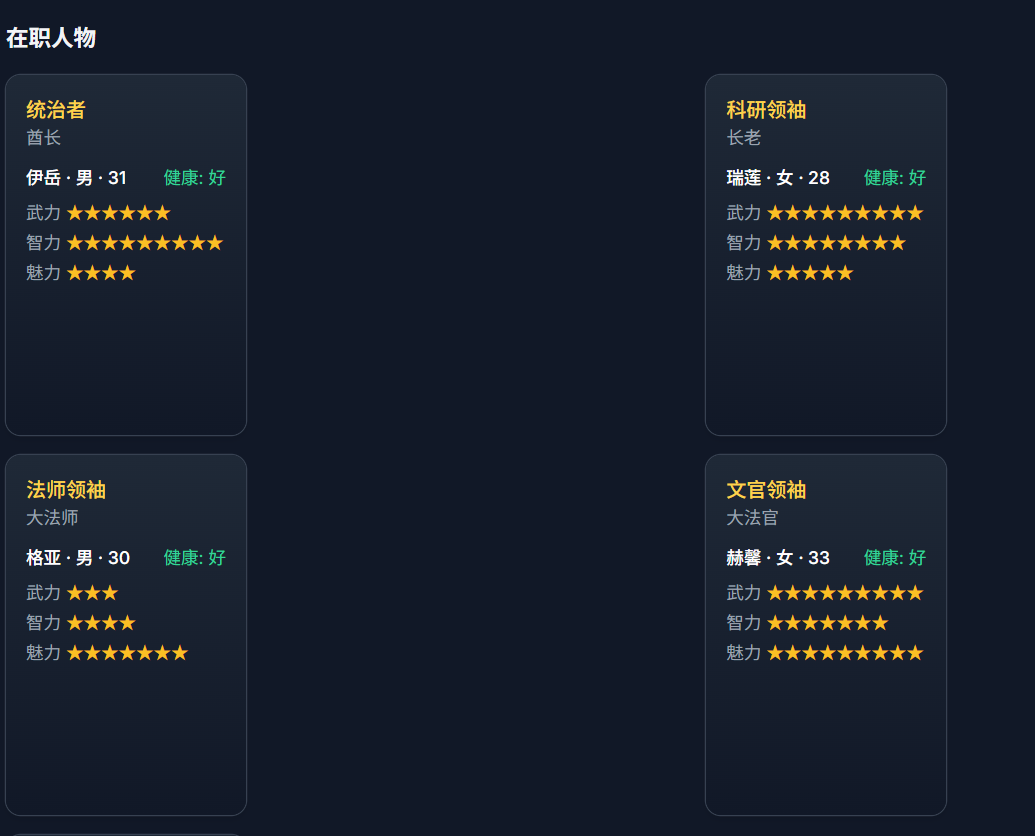 在职人物
统治者
酋长
伊岳 · 男 · 31 健康: 好
武力 ★★★★★★
智力 ★★★★★★★★★
魅力 ★★★★
科研领袖
长老
瑞莲 · 女 · 28 健康: 好
武力 ★★★★★★★★★
智力 ★★★★★★★★
魅力 ★★★★★
法师领袖
大法师
格亚 · 男 · 30 健康: 好
武力 ★★★
智力 ★★★★
魅力 ★★★★★★★
文官领袖
大法官
赫馨 · 女 · 33 健康: 好
武力 ★★★★★★★★★
智力 ★★★★★★★
魅力 ★★★★★★★★★